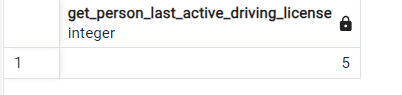 get_person_last_active_driving_license
integer
1 5